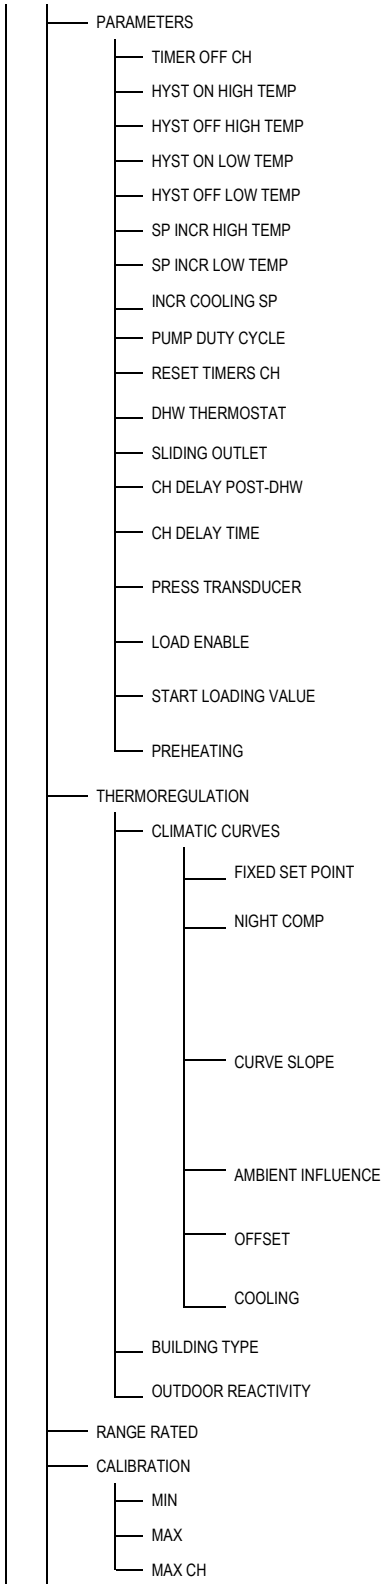 PARAMETERS
TIMER OFF CH
HYST ON HIGH TEMP
HYST OFF HIGH TEMP
HYST ON LOW TEMP
HYST OFF LOW TEMP
SP INCR HIGH TEMP
SP INCR LOW TEMP
INCR COOLING SP
PUMP DUTY CYCLE
RESET TIMERS CH
DHW THERMOSTAT
SLIDING OUTLET
CH DELAY POST-DHW
CH DELAY TIME
PRESS TRANSDUCER
LOAD ENABLE
START LOADING VALUE
PREHEATING
THERMOREGULATION
CLIMATIC CURVES
FIXED SET POINT
NIGHT COMP
CURVE SLOPE
AMBIENT INFLUENCE
OFFSET
COOLING
BUILDING TYPE
OUTDOOR REACTIVITY
RANGE RATED
CALIBRATION
MIN
MAX
MAX CH